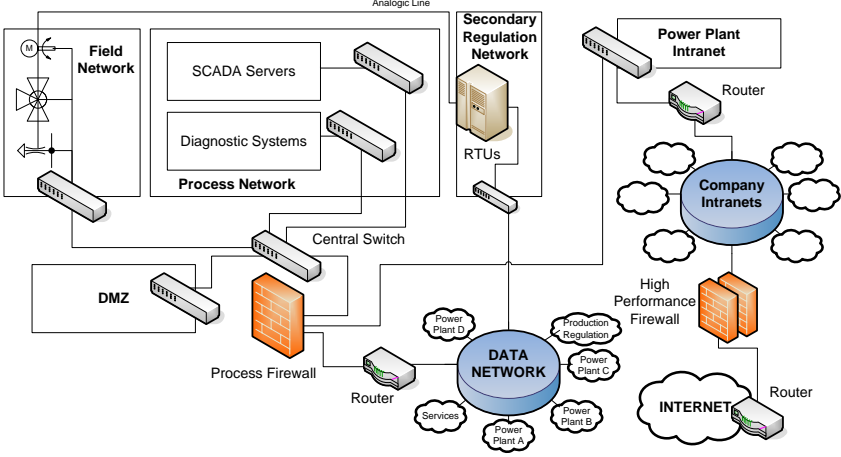 Analogic Line
Field
Network
SCADA Servers
Diagnostic Systems
Process Network
Secondary
Regulation
Network
RTUs
Power Plant
Intranet
Router
Company
Intranets
Central Switch
DMZ
Process Firewall
Router
DATA
NETWORK
Power
Plant D
Production
Regulation
Power
Plant C
Power
Plant B
Power
Plant A
Services
High
Performance
Firewall
INTERNET
Router
M